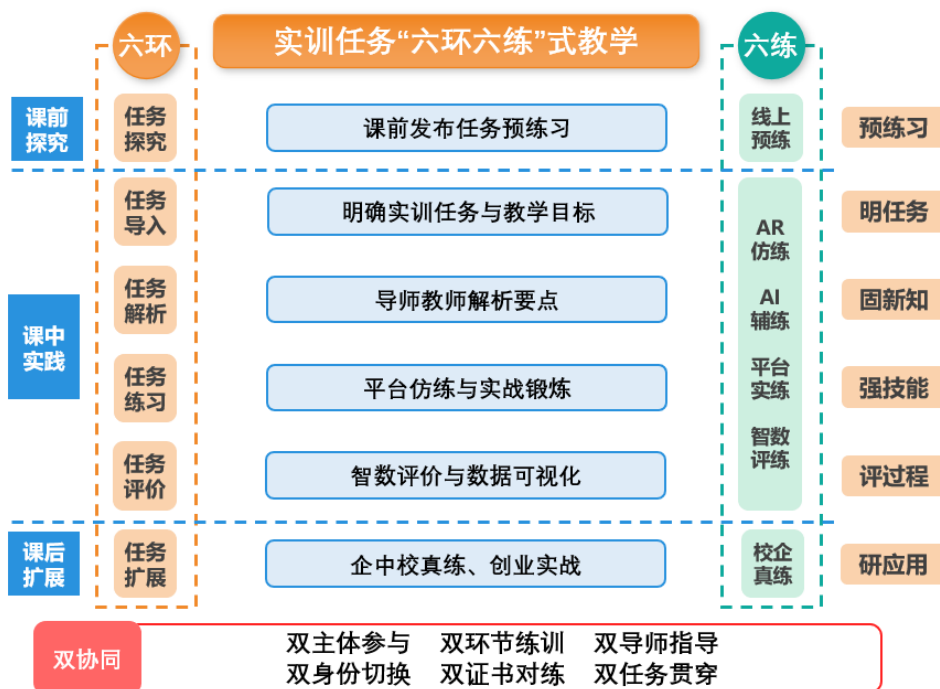 六环
实训任务“六环六练”式教学
六练
课前
探究
任务
探究
课前发布任务预练习
线上
预练
预练习
任务
导入
明确实训任务与教学目标
AR
仿练
明任务
课中
实践
任务
解析
导师教师解析要点
AI
辅练
固新知
任务
练习
平台仿练与实战锻炼
平台
实练
强技能
任务
评价
智数评价与数据可视化
智数
评练
评过程
课后
扩展
任务
扩展
企中校真练、创业实战
校企
真练
研应用
双协同
双主体参与 双环节练训 双导师指导
双身份切换 双证书对练 双任务贯穿